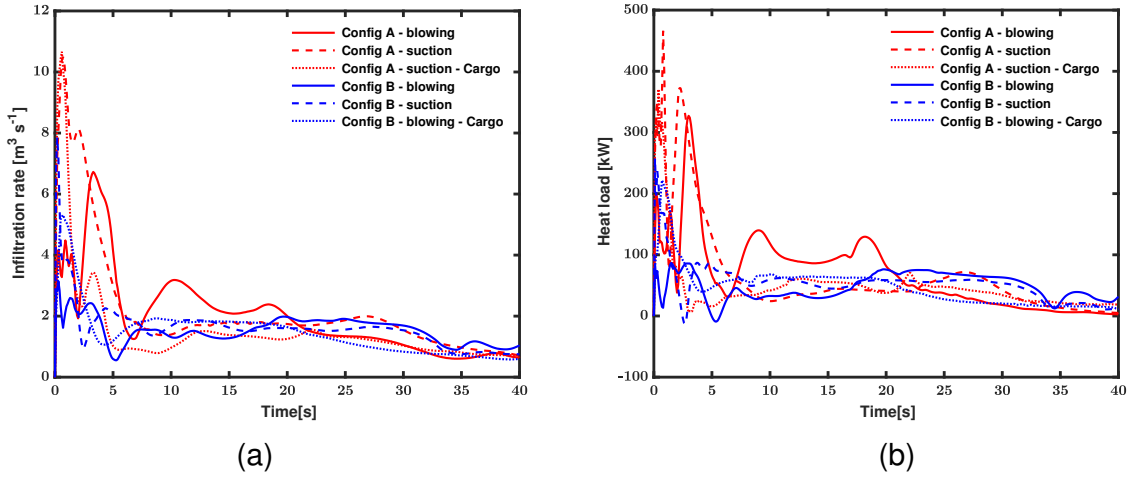 12
10
8
6
4
2
0
Infiltration rate [m³ s⁻¹]
Config A - blowing
Config A - suction
Config A - suction - Cargo
Config B - blowing
Config B - suction
Config B - blowing - Cargo
0 5 10 15 20 25 30 35 40
Time[s]
(a)
500
400
300
200
100
0
-100
Heat load [kW]
Config A - blowing
Config A - suction
Config A - suction - Cargo
Config B - blowing
Config B - suction
Config B - blowing - Cargo
0 5 10 15 20 25 30 35 40
Time[s]
(b)